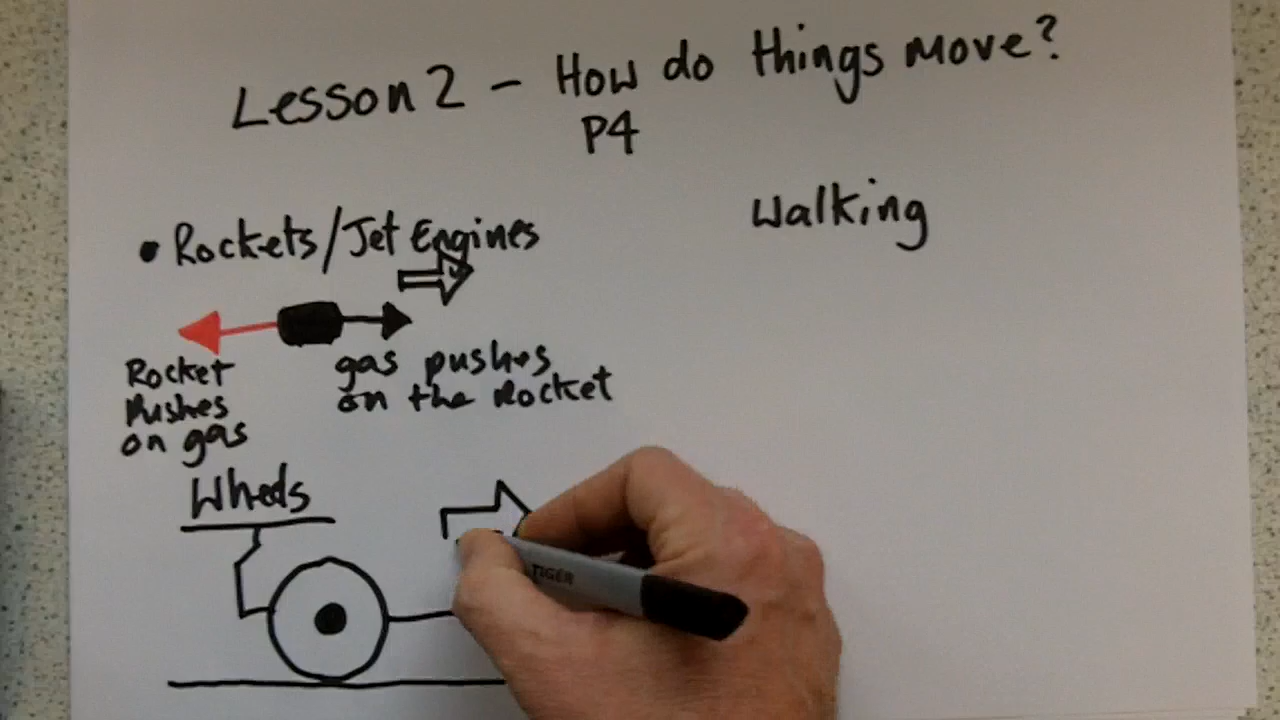 Lesson 2 - How do things move?
P4
• Rockets/Jet Engines
Rocket
Pushes
on gas
gas pushes
on the Rocket
Wheels
Walking
TIGER